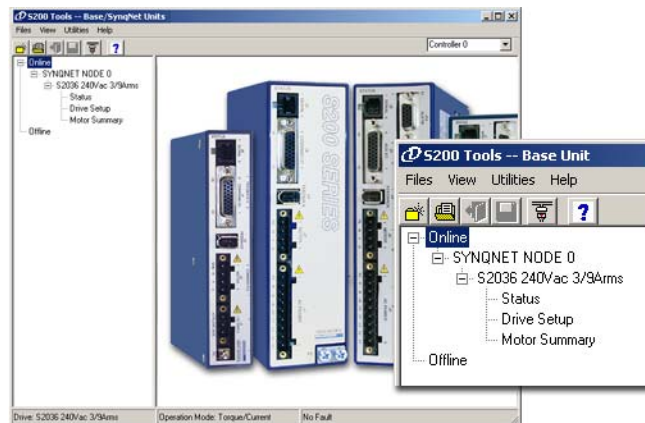 S200 Tools -- Base/SynqNet Units
Files View Utilities Help
Controller 0
Online
SYNQNET NODE 0
S2036 240Vac 3/9Arms
Status
Drive Setup
Motor Summary
Offline
S200 SERIES
Drive: S2036 240Vac 3/9Arms
Operation Mode: Torque/Current
No Fault
S200 Tools -- Base Unit
Files View Utilities Help
?
Online
SYNQNET NODE 0
S2036 240Vac 3/9Arms
Status
Drive Setup
Motor Summary
Offline